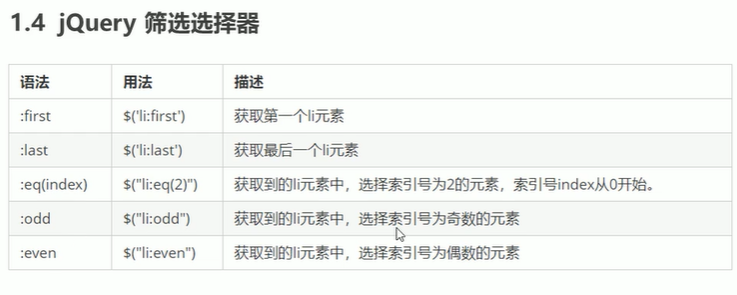 1.4 jQuery 筛选选择器
语法 用法 描述
:first $('li:first') 获取第一个li元素
:last $('li:last') 获取最后一个li元素
:eq(index) $("li:eq(2)") 获取到的li元素中，选择索引号为2的元素，索引号index从0开始。
:odd $("li:odd") 获取到的li元素中，选择索引号为奇数的元素
:even $("li:even") 获取到的li元素中，选择索引号为偶数的元素